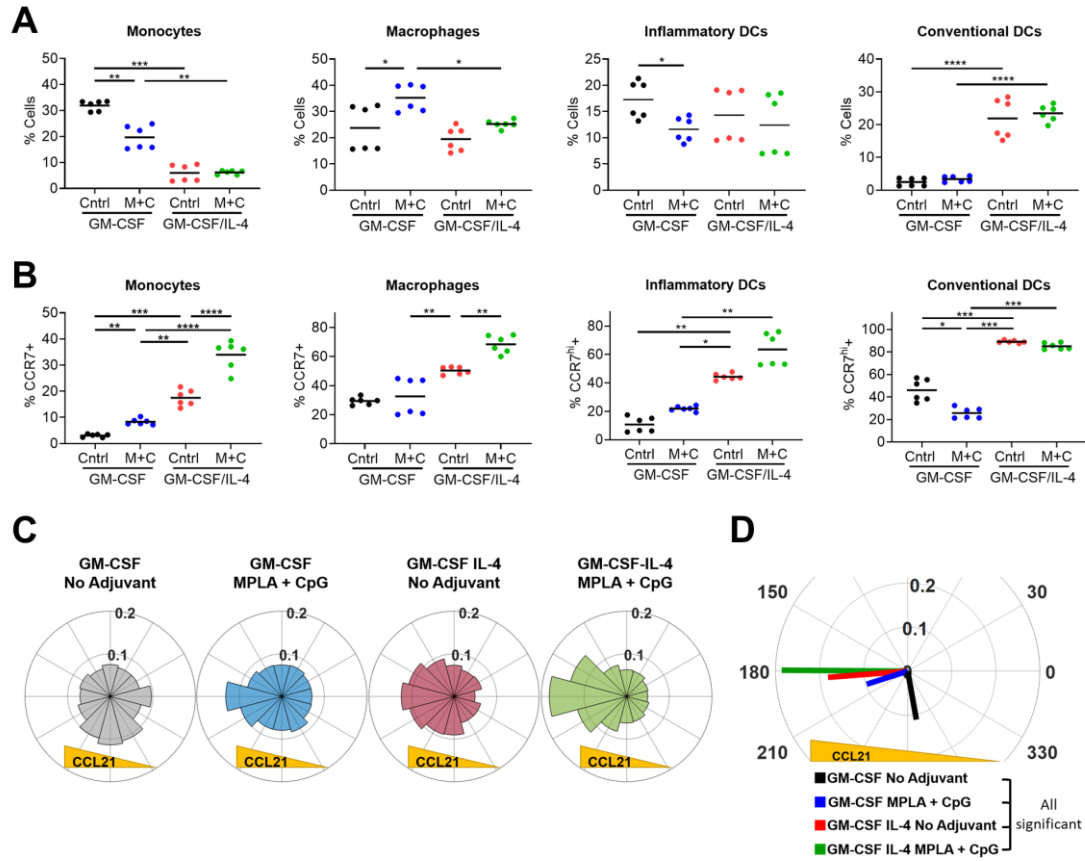 A
Monocytes
% Cells
50
40
30
20
10
0
***
**
**
Cntrl M+C Cntrl M+C
GM-CSF GM-CSF/IL-4
Macrophages
% Cells
50
40
30
20
10
0
*
*
Cntrl M+C Cntrl M+C
GM-CSF GM-CSF/IL-4
Inflammatory DCs
% Cells
25
20
15
10
5
0
*
Cntrl M+C Cntrl M+C
GM-CSF GM-CSF/IL-4
Conventional DCs
% Cells
50
40
30
20
10
0
****
****
Cntrl M+C Cntrl M+C
GM-CSF GM-CSF/IL-4
B
Monocytes
% CCR7+
50
40
30
20
10
0
*** ****
** ****
**
Cntrl M+C Cntrl M+C
GM-CSF GM-CSF/IL-4
Macrophages
% CCR7+
80
60
40
20
0
** **
Cntrl M+C Cntrl M+C
GM-CSF GM-CSF/IL-4
Inflammatory DCs
% CCR7hi+
80
60
40
20
0
**
**
*
Cntrl M+C Cntrl M+C
GM-CSF GM-CSF/IL-4
Conventional DCs
% CCR7hi+
100
80
60
40
20
0
***
***
* ***
Cntrl M+C Cntrl M+C
GM-CSF GM-CSF/IL-4
C
GM-CSF
No Adjuvant
0.2
0.1
CCL21
GM-CSF
MPLA + CpG
0.2
0.1
CCL21
GM-CSF IL-4
No Adjuvant
0.2
0.1
CCL21
GM-CSF-IL-4
MPLA + CpG
0.2
0.1
CCL21
D
150 0.2 30
0.1
0
180 0
210 CCL21 330
GM-CSF No Adjuvant
GM-CSF MPLA + CpG
GM-CSF IL-4 No Adjuvant
GM-CSF IL-4 MPLA + CpG
All
significant